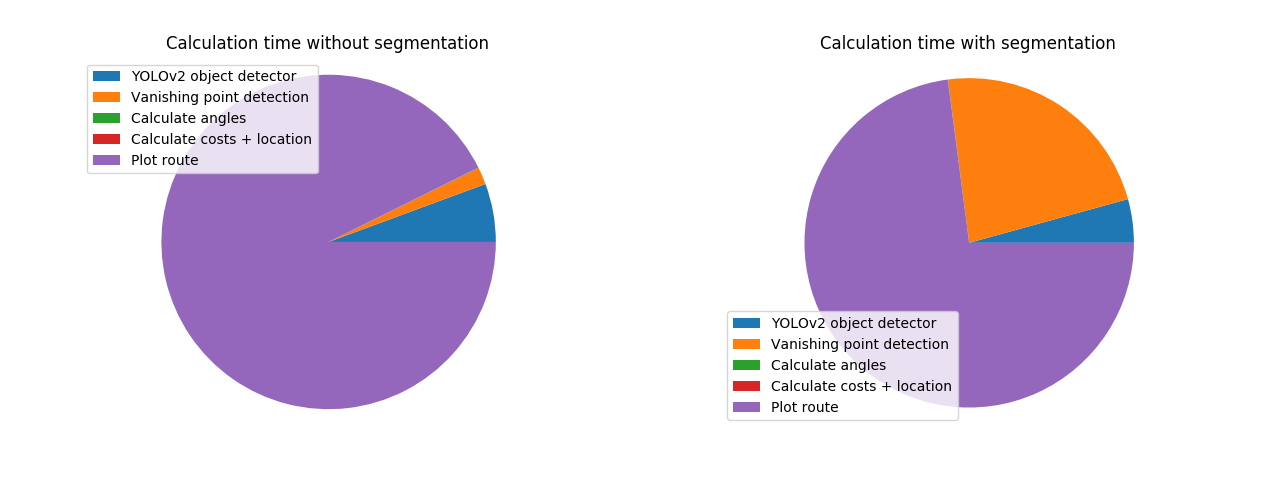 Calculation time without segmentation
YOLOv2 object detector
Vanishing point detection
Calculate angles
Calculate costs + location
Plot route
Calculation time with segmentation
YOLOv2 object detector
Vanishing point detection
Calculate angles
Calculate costs + location
Plot route